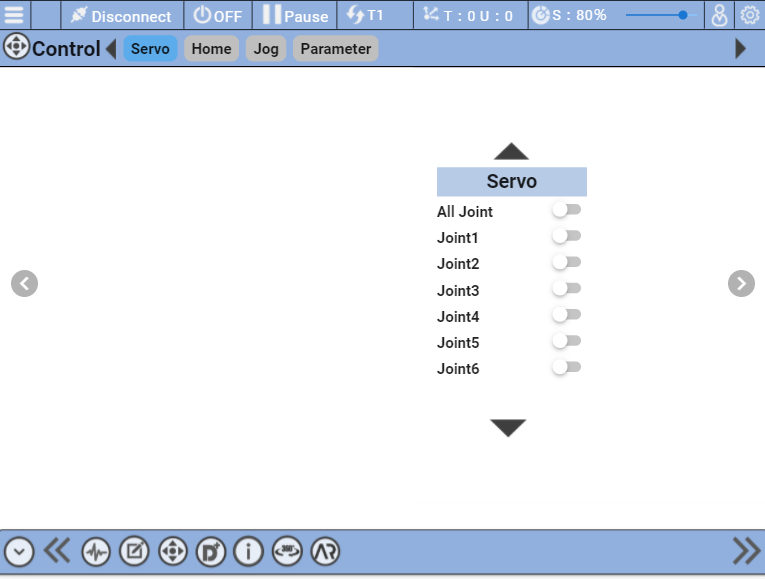 Disconnect OFF Pause T1 T : 0 U : 0 S : 80%
Control Servo Home Jog Parameter
Servo
All Joint
Joint1
Joint2
Joint3
Joint4
Joint5
Joint6
D i 360° AR